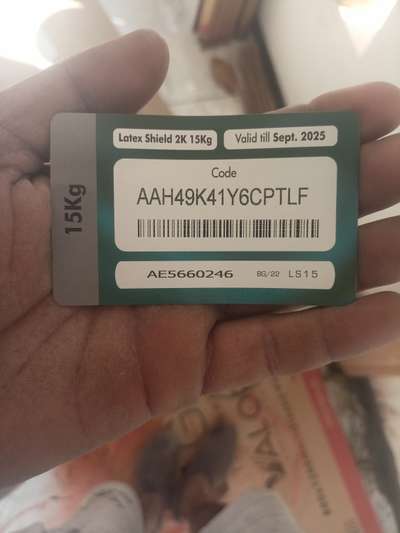 15Kg
Latex Shield 2K 15Kg
Valid till Sept. 2025
Code
AAH49K41Y6CPTLF
AE5660246
BG/22 LS15